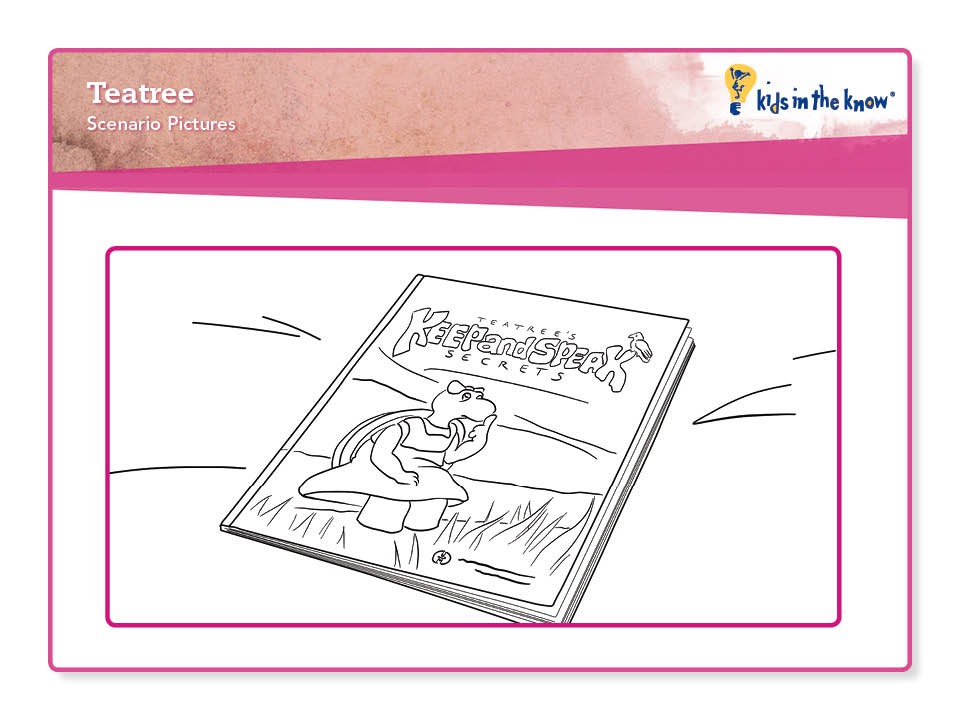 Teatree
Scenario Pictures
kids in the know®
TEATREE'S
KEEPandSPEAK
SECRETS